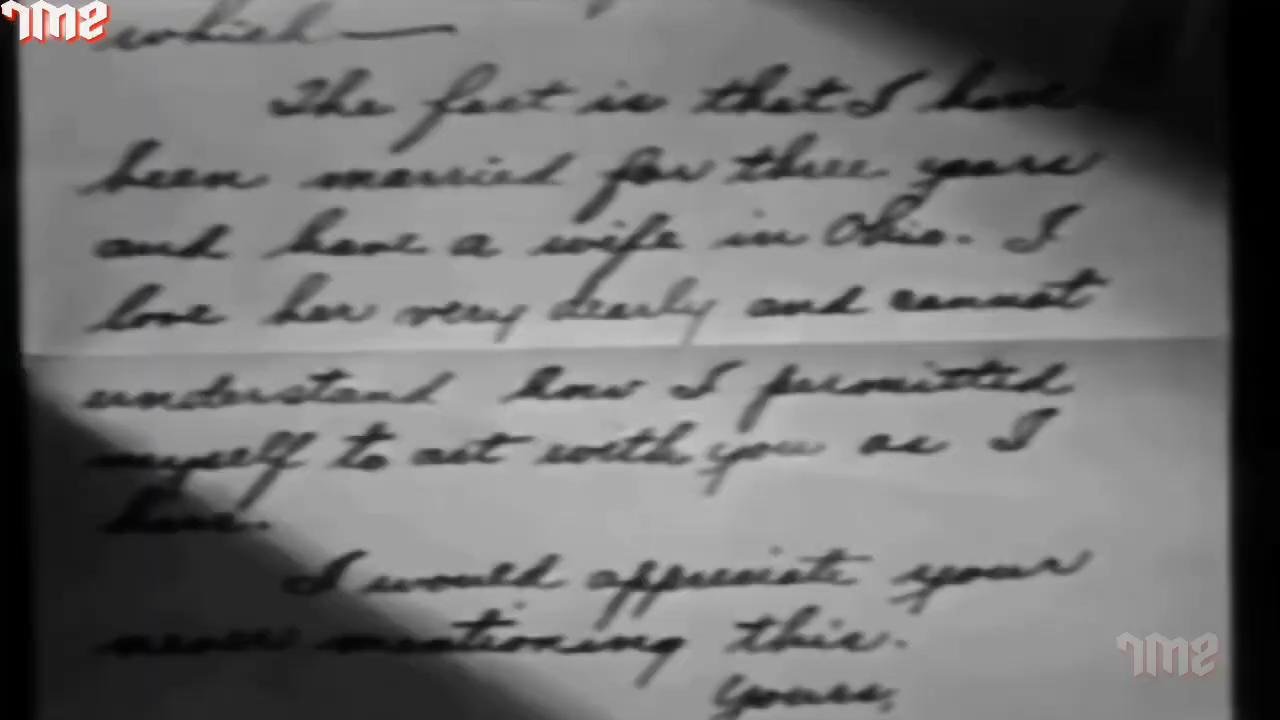 which—
The fact is that I have
been married for three years
and have a wife in Ohio. I
love her very dearly and cannot
understand how I permitted
myself to act with you as I
have.
I would appreciate your
never mentioning this.
Yours,